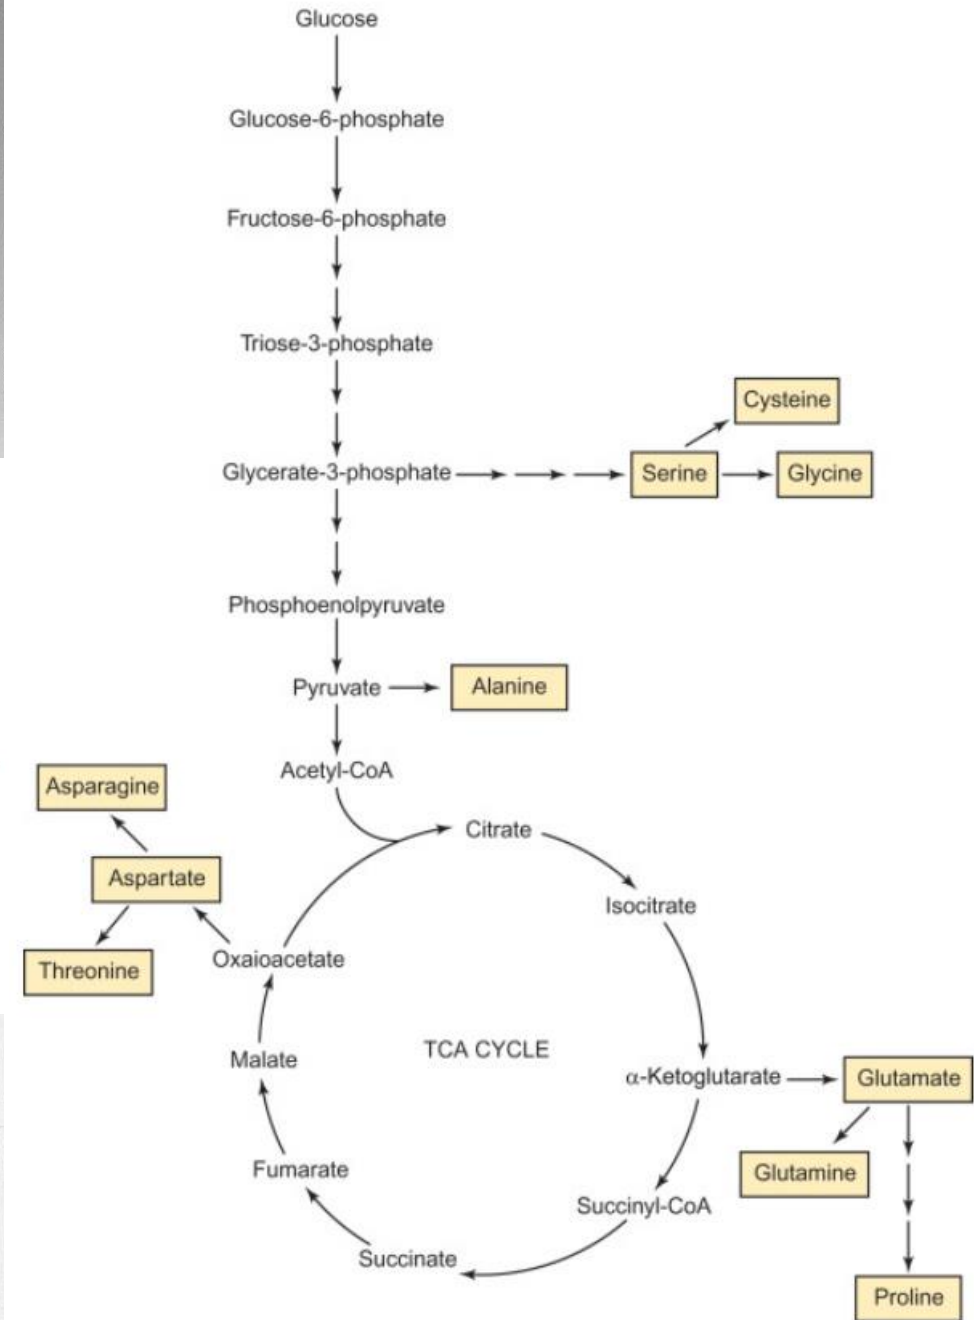 Glucose
Glucose-6-phosphate
Fructose-6-phosphate
Triose-3-phosphate
Cysteine
Glycerate-3-phosphate
Serine
Glycine
Phosphoenolpyruvate
Pyruvate
Alanine
Acetyl-CoA
Asparagine
Citrate
Aspartate
Isocitrate
Oxaioacetate
Threonine
TCA CYCLE
Malate
α-Ketoglutarate
Glutamate
Fumarate
Glutamine
Succinyl-CoA
Succinate
Proline